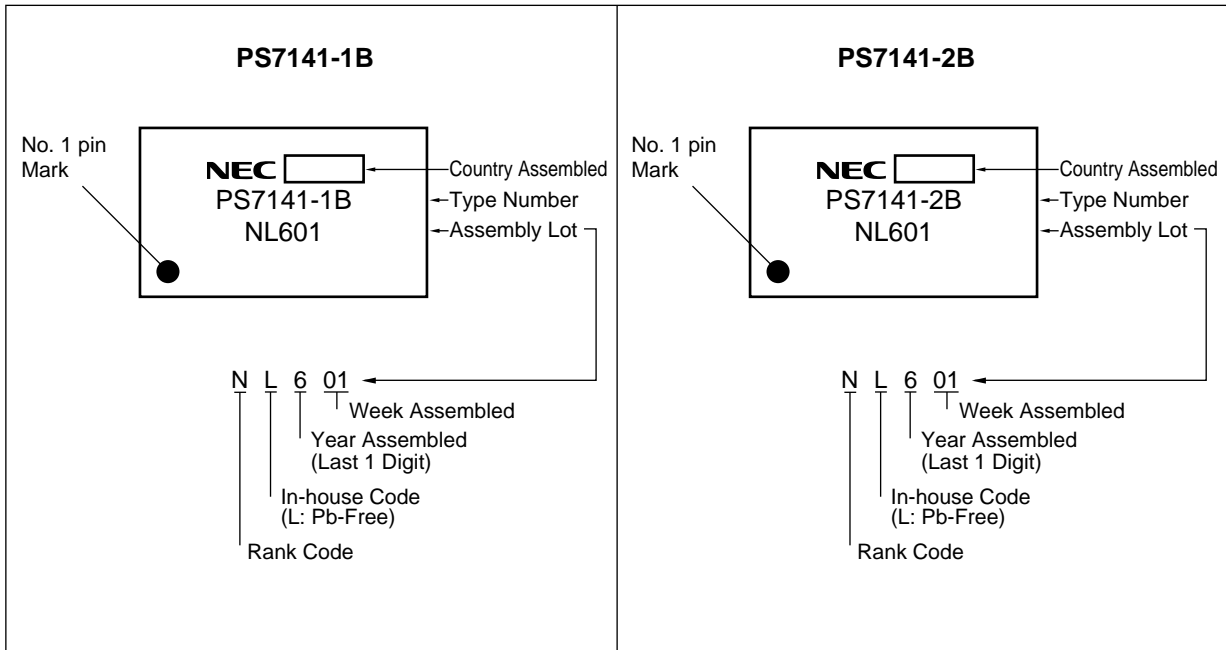 PS7141-1B
No. 1 pin
Mark
NEC
Country Assembled
PS7141-1B
Type Number
NL601
Assembly Lot
N L 6 01
Week Assembled
Year Assembled
(Last 1 Digit)
In-house Code
(L: Pb-Free)
Rank Code
PS7141-2B
No. 1 pin
Mark
NEC
Country Assembled
PS7141-2B
Type Number
NL601
Assembly Lot
N L 6 01
Week Assembled
Year Assembled
(Last 1 Digit)
In-house Code
(L: Pb-Free)
Rank Code